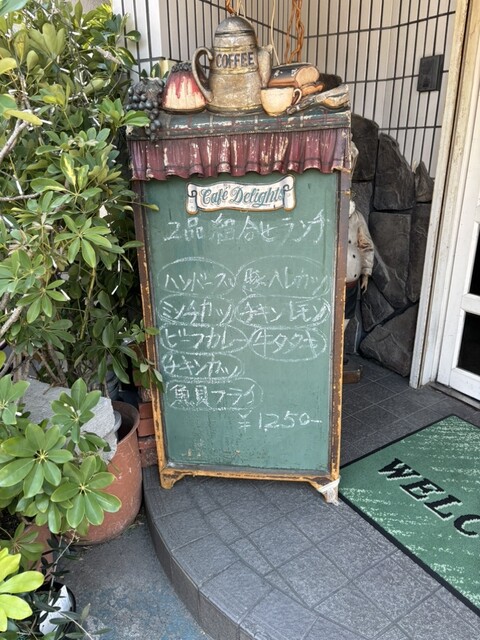 COFFEE
Café Delights
2品組合せランチ
ハンバーグ 豚ヘレカツ
ミンチカツ チキンレモン
ビーフカレー 牛タタキ
チキンカツ
魚貝フライ
¥1250-
WELC